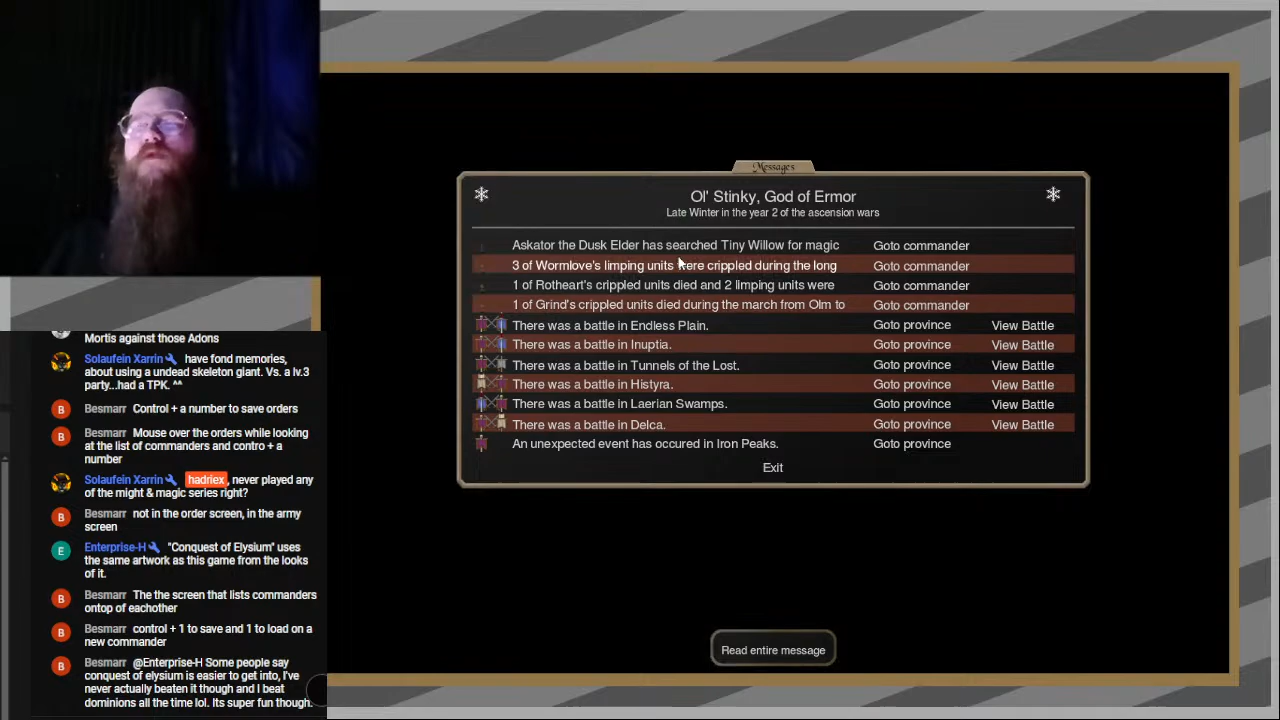 Mortis against those Adons
Solaufein Xarrin have fond memories,
about using a undead skeleton giant. Vs. a lv.3
party...had a TPK. ^^
B Besmarr Control + a number to save orders
B Besmarr Mouse over the orders while looking
at the list of commanders and contro + a
number
Solaufein Xarrin hadriex, never played any
of the might & magic series right?
B Besmarr not in the order screen, in the army
screen
E Enterprise-H "Conquest of Elysium" uses
the same artwork as this game from the looks
of it.
B Besmarr The the screen that lists commanders
ontop of eachother
B Besmarr control + 1 to save and 1 to load on a
new commander
B Besmarr @Enterprise-H Some people say
conquest of elysium is easier to get into, I've
never actually beaten it though and I beat
dominions all the time lol. Its super fun though.
Messages
Ol' Stinky, God of Ermor
Late Winter in the year 2 of the ascension wars
Askator the Dusk Elder has searched Tiny Willow for magic Goto commander
3 of Wormlove's limping units were crippled during the long Goto commander
1 of Rotheart's crippled units died and 2 limping units were Goto commander
1 of Grind's crippled units died during the march from Olm to Goto commander
There was a battle in Endless Plain. Goto province View Battle
There was a battle in Inuptia. Goto province View Battle
There was a battle in Tunnels of the Lost. Goto province View Battle
There was a battle in Histyra. Goto province View Battle
There was a battle in Laerian Swamps. Goto province View Battle
There was a battle in Delca. Goto province View Battle
An unexpected event has occured in Iron Peaks. Goto province
Exit
Read entire message